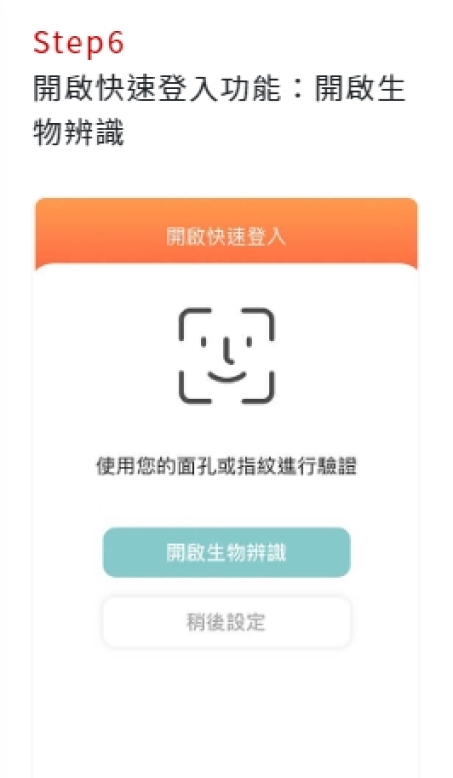 Step6
開啟快速登入功能：開啟生
物辨識
開啟快速登入
使用您的面孔或指紋進行驗證
開啟生物辨識
稍後設定